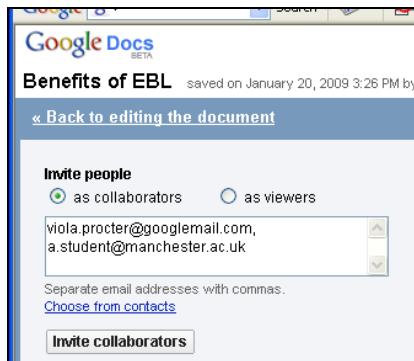 Google
Search
Google Docs
BETA
Benefits of EBL saved on January 20, 2009 3:26 PM by
« Back to editing the document
Invite people
as collaborators as viewers
viola.procter@googlemail.com,
a.student@manchester.ac.uk
Separate email addresses with commas.
Choose from contacts
Invite collaborators